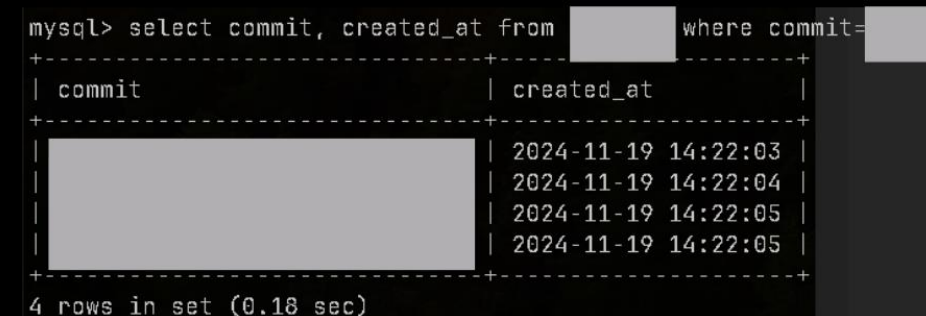 mysql> select commit, created_at from where commit=
+------------------------------+--------------------+
| commit | created_at |
+------------------------------+--------------------+
| | 2024-11-19 14:22:03 |
| | 2024-11-19 14:22:04 |
| | 2024-11-19 14:22:05 |
| | 2024-11-19 14:22:05 |
+------------------------------+--------------------+
4 rows in set (0.18 sec)